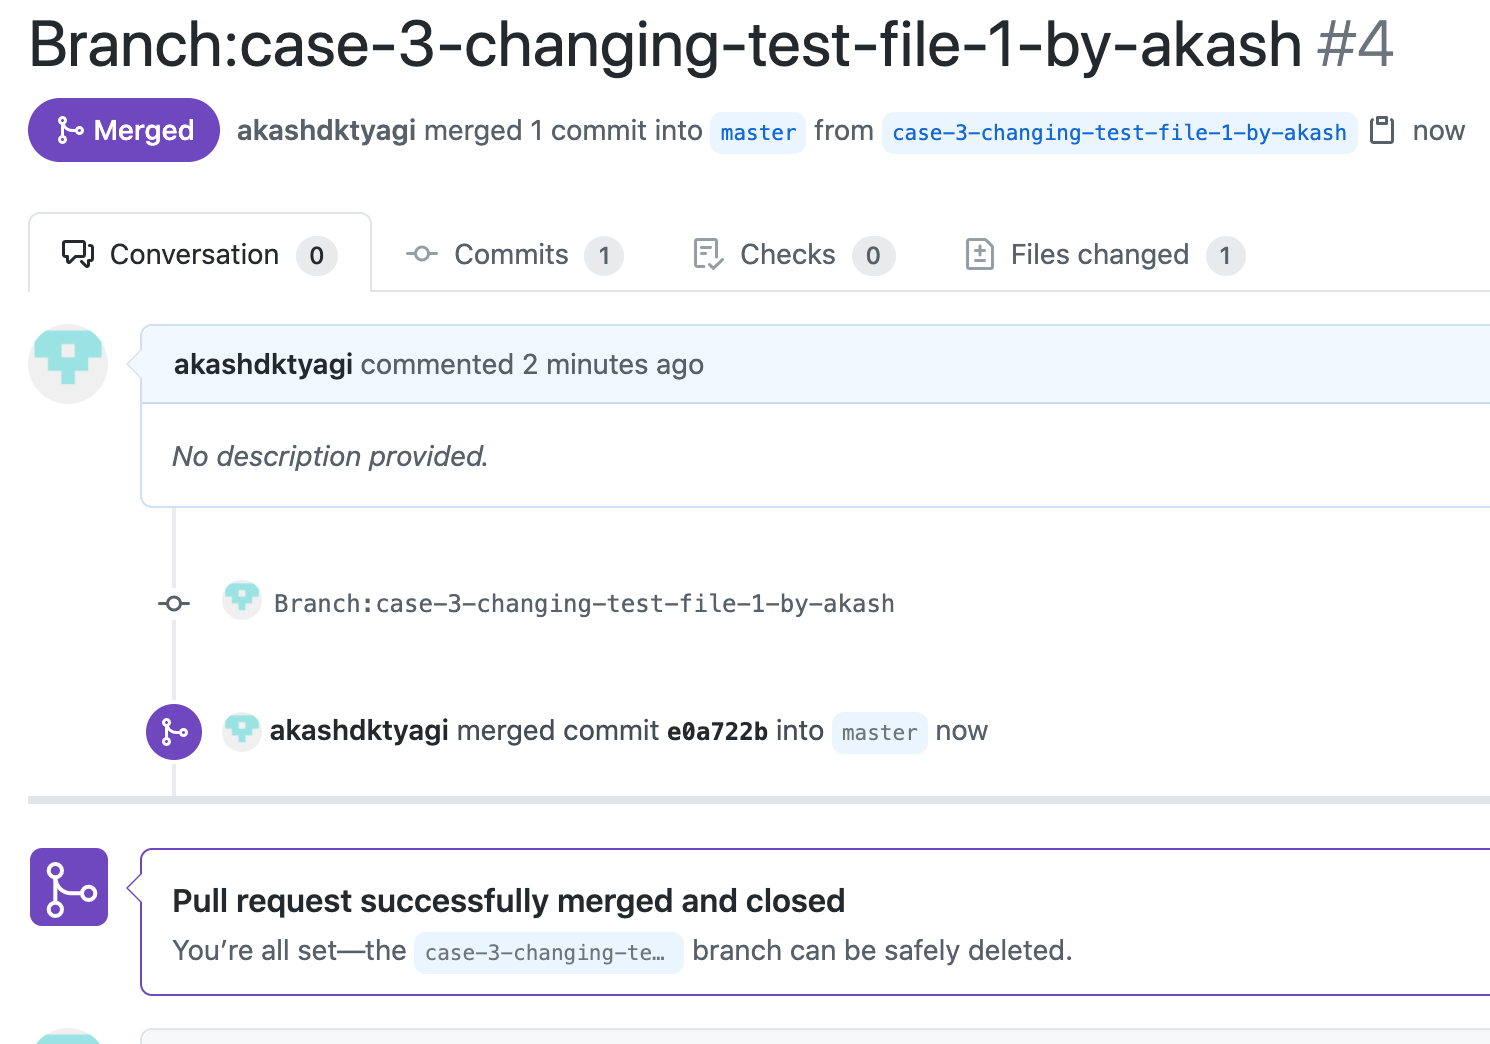 Branch:case-3-changing-test-file-1-by-akash #4
Merged akashdktyagi merged 1 commit into master from case-3-changing-test-file-1-by-akash now
Conversation 0 Commits 1 Checks 0 Files changed 1
akashdktyagi commented 2 minutes ago
No description provided.
Branch:case-3-changing-test-file-1-by-akash
akashdktyagi merged commit e0a722b into master now
Pull request successfully merged and closed
You’re all set—the case-3-changing-te… branch can be safely deleted.